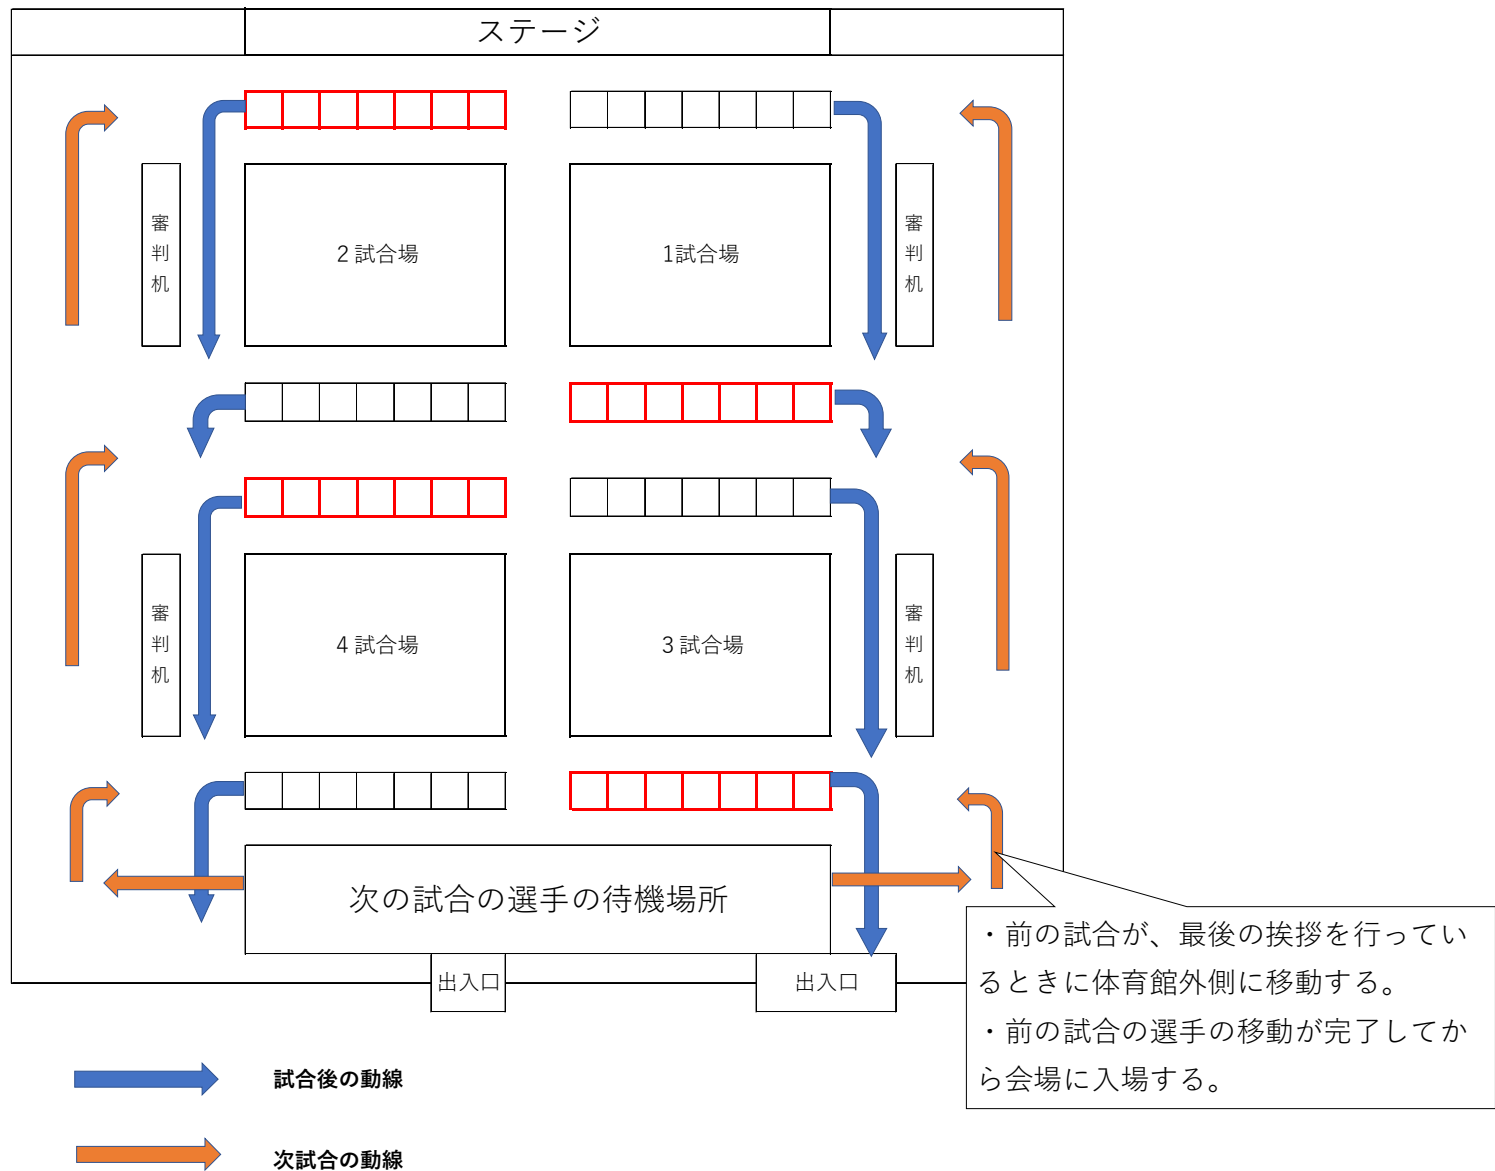 ステージ
審
判
机
2 試合場
1試合場
審
判
机
審
判
机
4 試合場
3 試合場
審
判
机
次の試合の選手の待機場所
出入口
出入口
・前の試合が、最後の挨拶を行ってい
るときに体育館外側に移動する。
・前の試合の選手の移動が完了してか
ら会場に入場する。
試合後の動線
次試合の動線